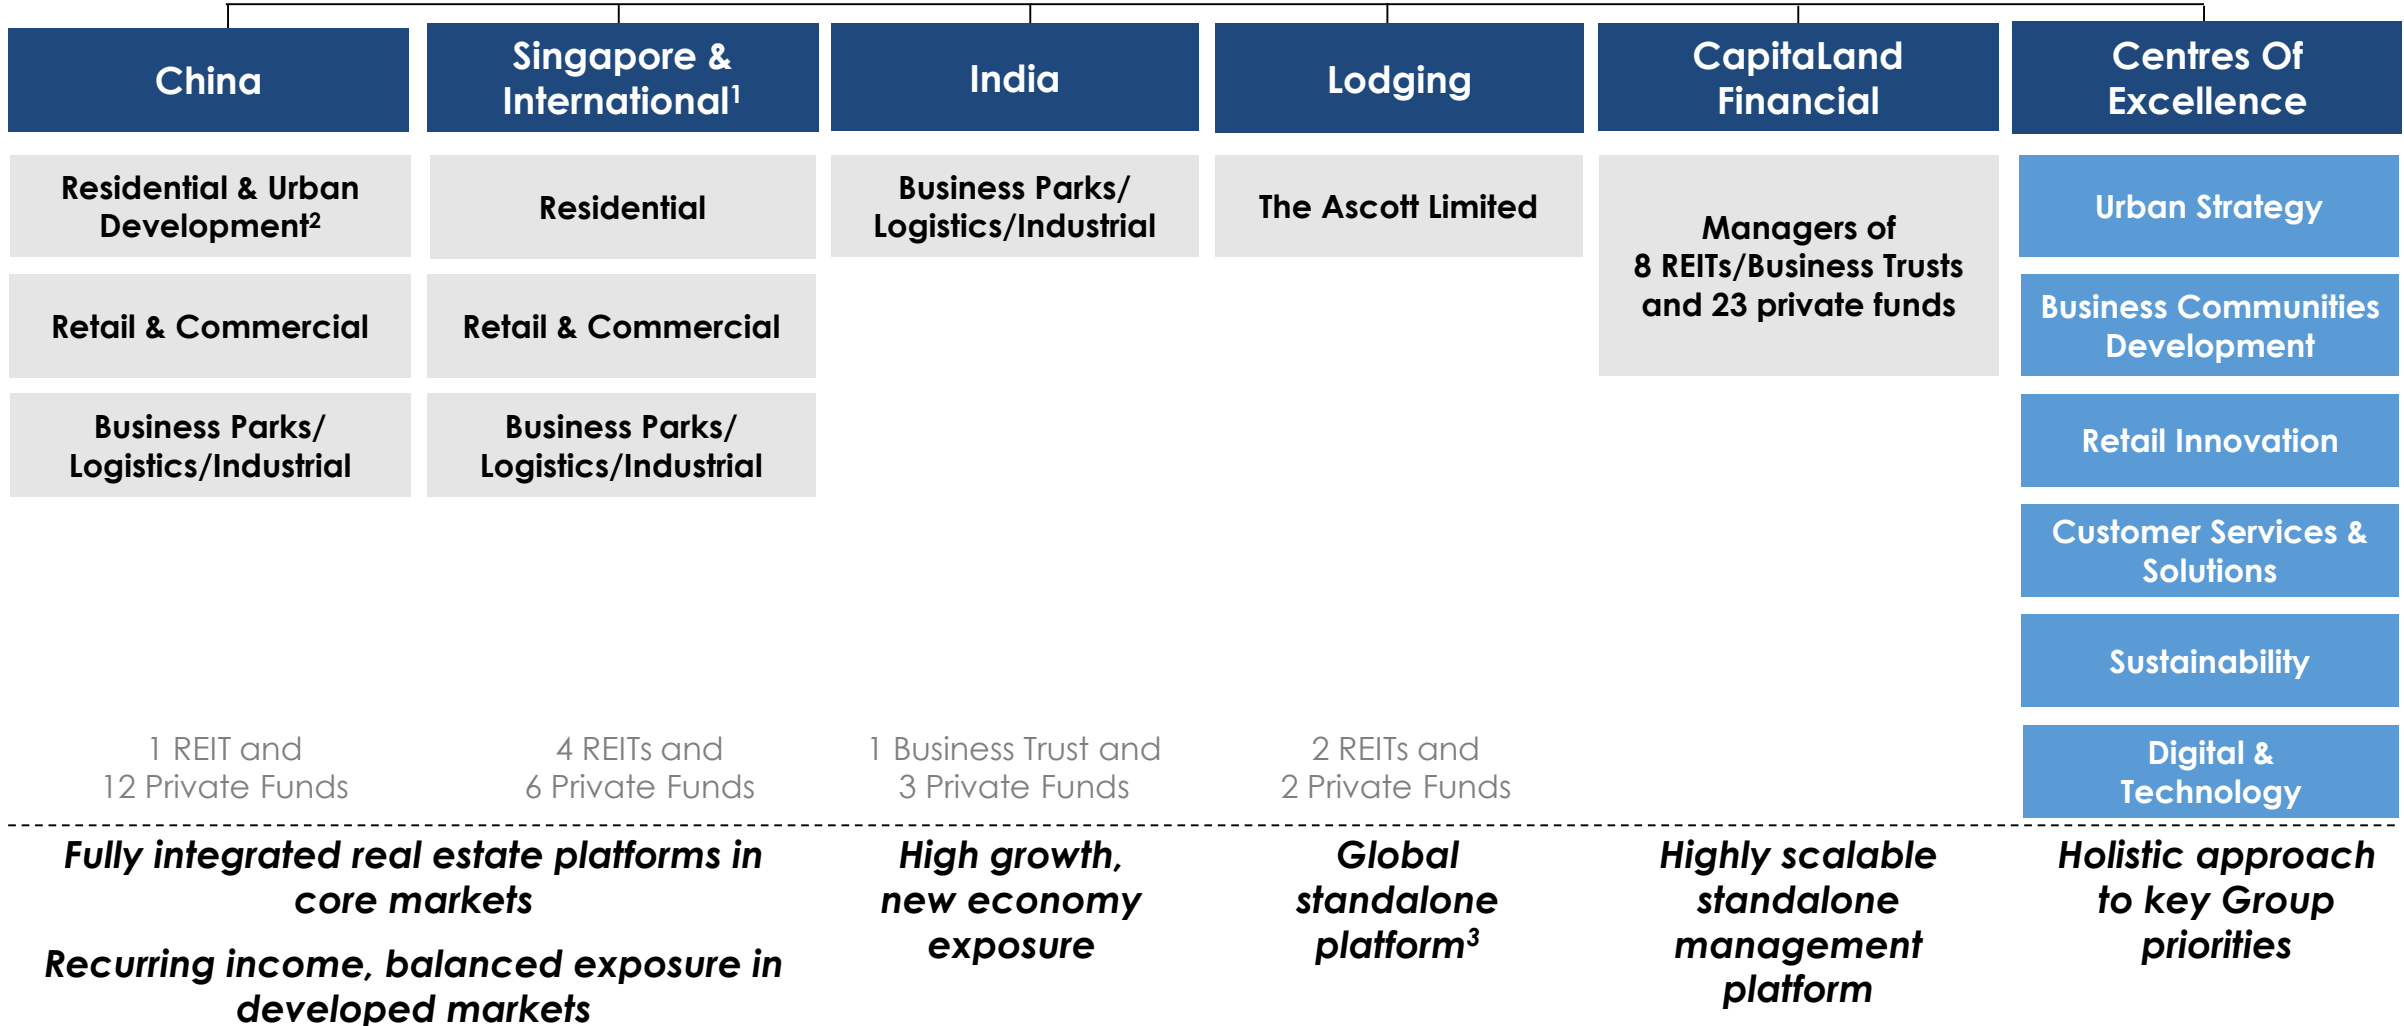 China
Singapore &
International¹
India
Lodging
CapitaLand
Financial
Centres Of
Excellence
Residential & Urban
Development²
Retail & Commercial
Business Parks/
Logistics/Industrial
1 REIT and
12 Private Funds
Residential
Retail & Commercial
Business Parks/
Logistics/Industrial
4 REITs and
6 Private Funds
Fully integrated real estate platforms in
core markets
Recurring income, balanced exposure in
developed markets
Business Parks/
Logistics/Industrial
1 Business Trust and
3 Private Funds
High growth,
new economy
exposure
The Ascott Limited
2 REITs and
2 Private Funds
Global
standalone
platform³
Managers of
8 REITs/Business Trusts
and 23 private funds
Highly scalable
standalone
management
platform
Urban Strategy
Business Communities
Development
Retail Innovation
Customer Services &
Solutions
Sustainability
Digital &
Technology
Holistic approach
to key Group
priorities